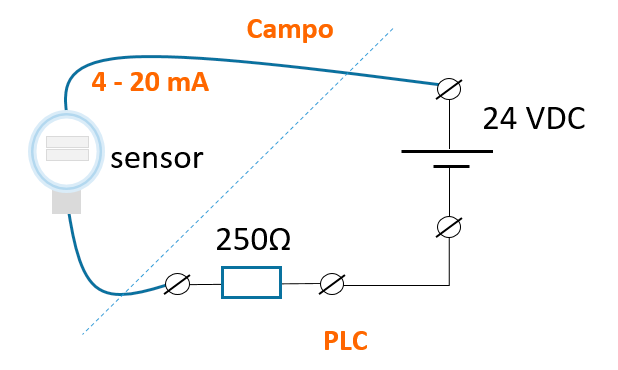 Campo
4 - 20 mA
24 VDC
sensor
250Ω
PLC